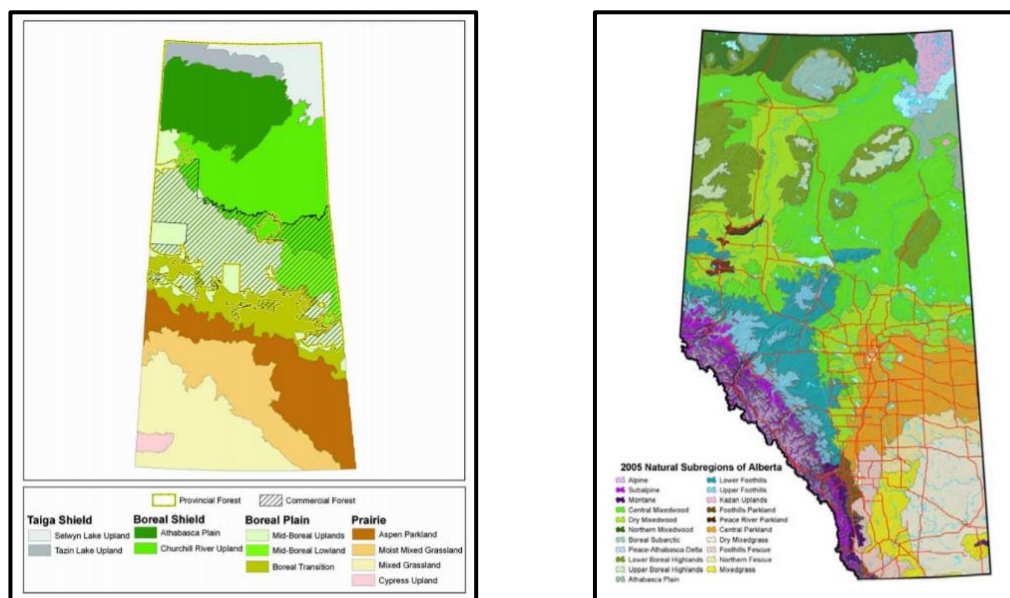 Provincial Forest
Commercial Forest
Taiga Shield
Selwyn Lake Upland
Tazin Lake Upland
Boreal Shield
Athabasca Plain
Churchill River Upland
Boreal Plain
Mid-Boreal Uplands
Mid-Boreal Lowland
Boreal Transition
Prairie
Aspen Parkland
Moist Mixed Grassland
Mixed Grassland
Cypress Upland
2005 Natural Subregions of Alberta
Alpine
Subalpine
Montane
Central Mixedwood
Dry Mixedwood
Northern Mixedwood
Boreal Subarctic
Peace-Athabasca Delta
Lower Boreal Highlands
Upper Boreal Highlands
Athabasca Plain
Lower Foothills
Upper Foothills
Kazan Uplands
Foothills Parkland
Peace River Parkland
Central Parkland
Dry Mixedgrass
Foothills Fescue
Northern Fescue
Mixedgrass